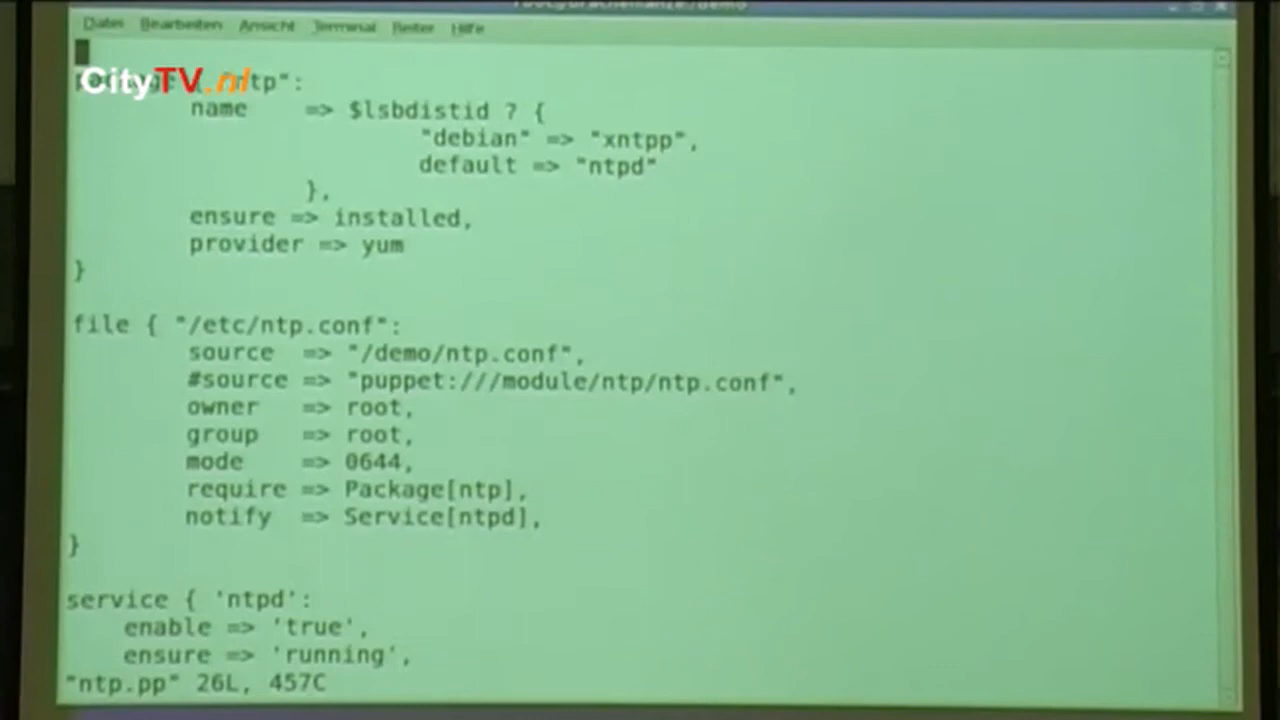 Datei Bearbeiten Ansicht Terminal Reiter Hilfe
CityTV.nl
ntp":
name => $lsbdistid ? {
"debian" => "xntpp",
default => "ntpd"
},
ensure => installed,
provider => yum
}
file { "/etc/ntp.conf":
source => "/demo/ntp.conf",
#source => "puppet:///module/ntp/ntp.conf",
owner => root,
group => root,
mode => 0644,
require => Package[ntp],
notify => Service[ntpd],
}
service { 'ntpd':
enable => 'true',
ensure => 'running',
"ntp.pp" 26L, 457C